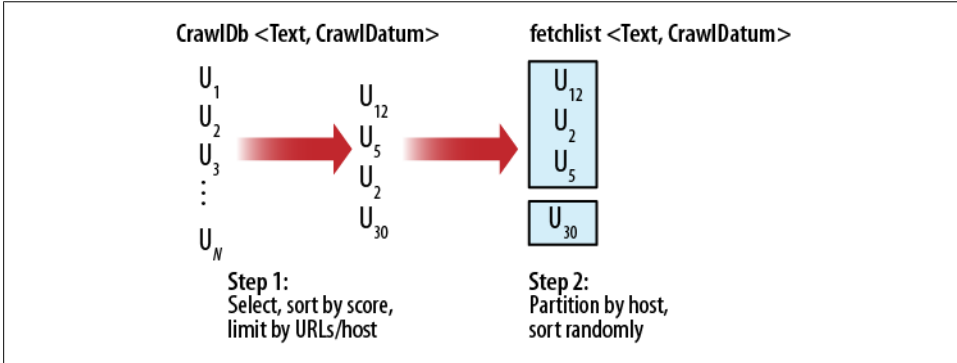 CrawlDb <Text, CrawlDatum>
fetchlist <Text, CrawlDatum>
U1
U2
U3
⋮
UN
U12
U5
U2
U30
U12
U2
U5
U30
Step 1:
Select, sort by score,
limit by URLs/host
Step 2:
Partition by host,
sort randomly